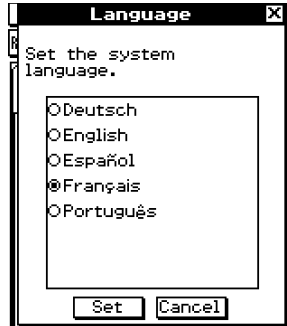 Language
Set the system
language.
Deutsch
English
Español
Français
Português
Set Cancel